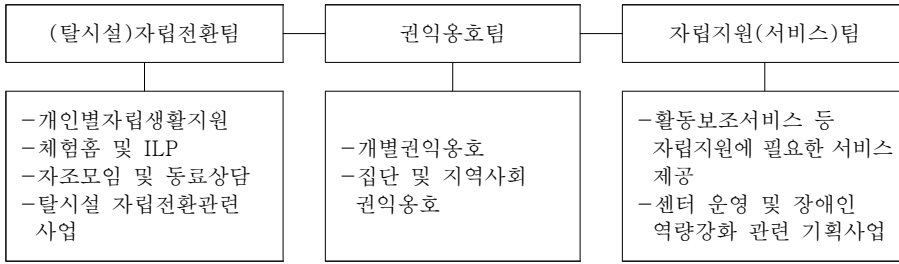 (탈시설)자립전환팀
권익옹호팀
자립지원(서비스)팀
-개인별자립생활지원
-체험홈 및 ILP
-자조모임 및 동료상담
-탈시설 자립전환관련
사업
-개별권익옹호
-집단 및 지역사회
권익옹호
-활동보조서비스 등
자립지원에 필요한 서비스
제공
-센터 운영 및 장애인
역량강화 관련 기획사업